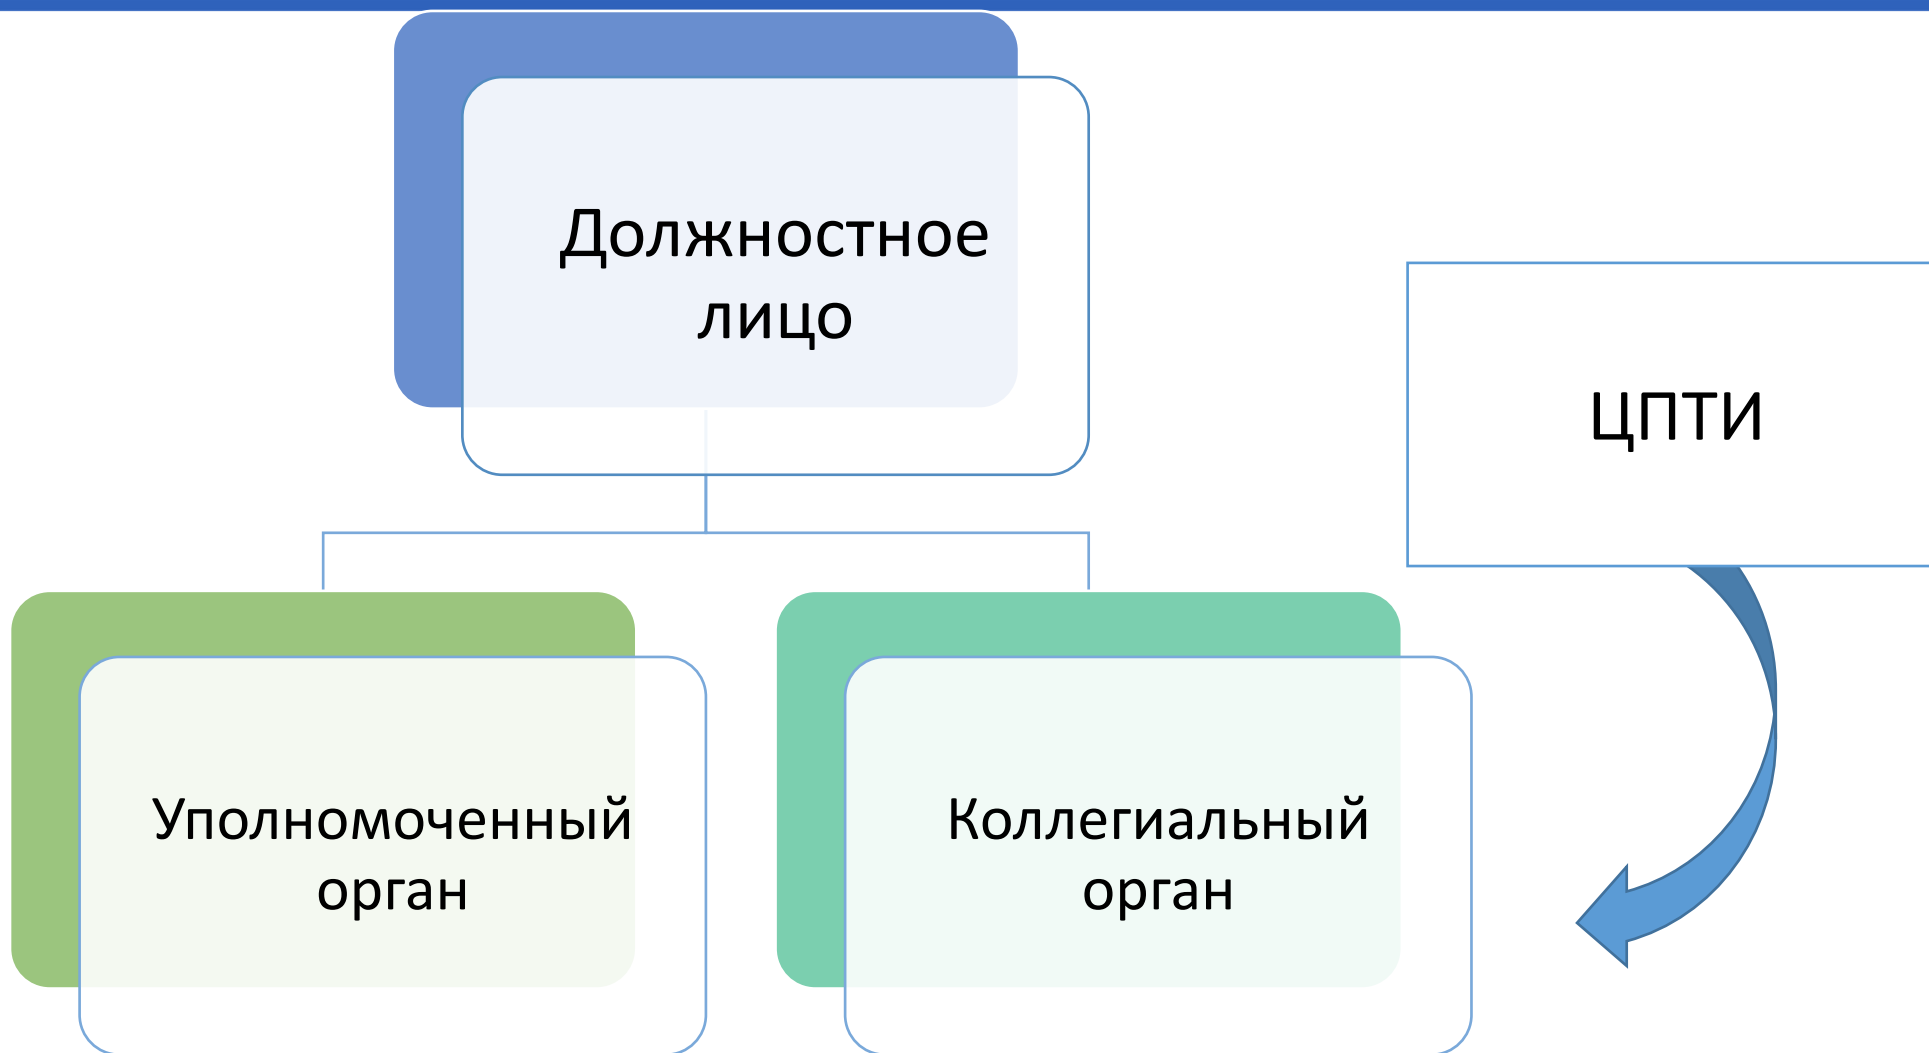 Должностное
лицо
ЦПТИ
Уполномоченный
орган
Коллегиальный
орган